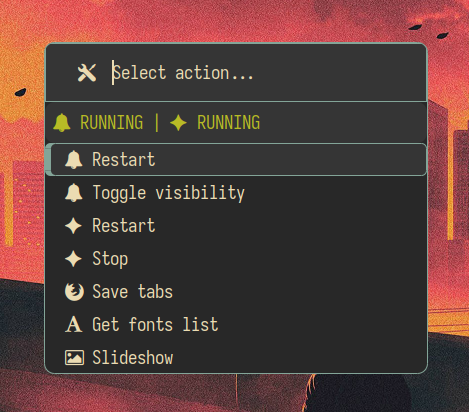 Select action...
RUNNING | RUNNING
Restart
Toggle visibility
Restart
Stop
Save tabs
Get fonts list
Slideshow